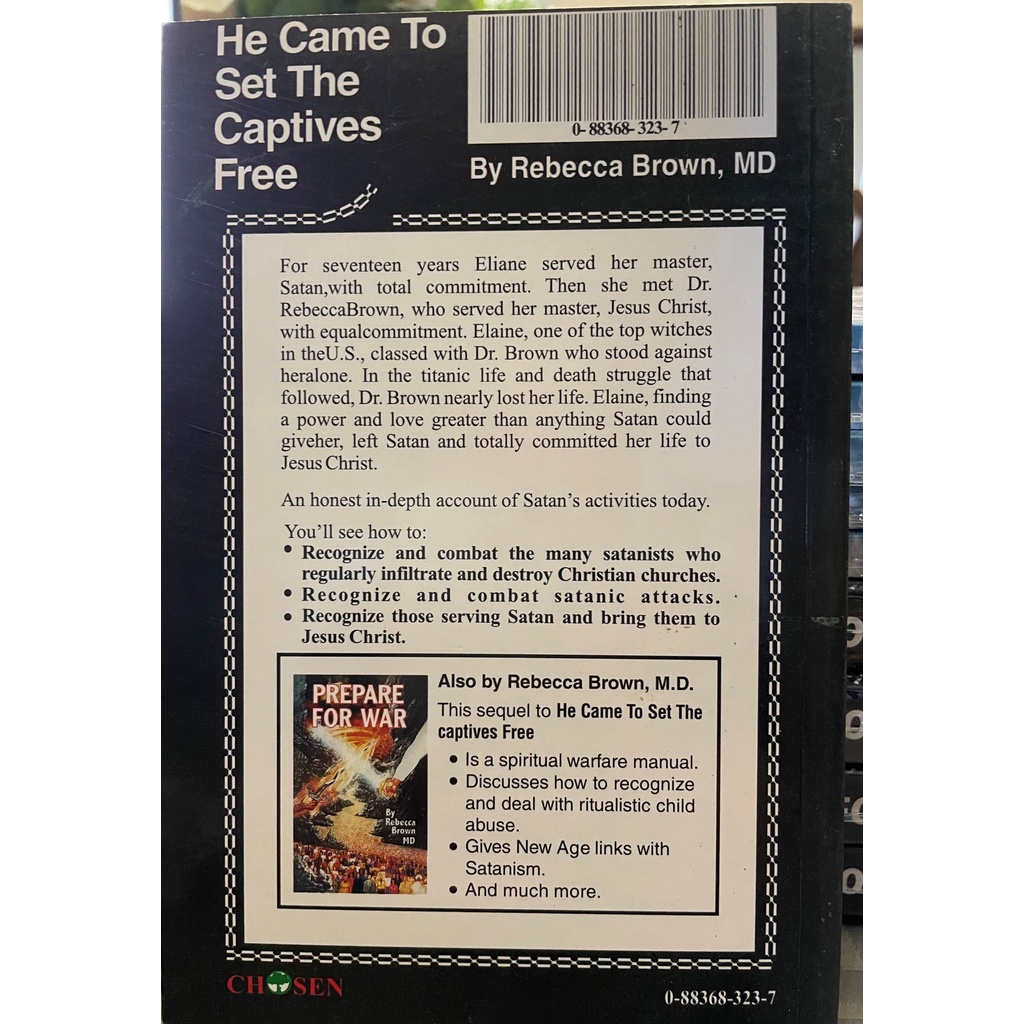 He Came To
Set The
Captives
Free
0-88368-323-7
By Rebecca Brown, MD
For seventeen years Eliane served her master,
Satan,with total commitment. Then she met Dr.
RebeccaBrown, who served her master, Jesus Christ,
with equalcommitment. Elaine, one of the top witches
in theU.S., classed with Dr. Brown who stood against
heralone. In the titanic life and death struggle that
followed, Dr. Brown nearly lost her life. Elaine, finding
a power and love greater than anything Satan could
giveher, left Satan and totally committed her life to
Jesus Christ.
An honest in-depth account of Satan's activities today.
You'll see how to:
• Recognize and combat the many satanists who
regularly infiltrate and destroy Christian churches.
• Recognize and combat satanic attacks.
• Recognize those serving Satan and bring them to
Jesus Christ.
PREPARE
FOR WAR
By
Rebecca
Brown
MD
Also by Rebecca Brown, M.D.
This sequel to He Came To Set The
captives Free
• Is a spiritual warfare manual.
• Discusses how to recognize
and deal with ritualistic child
abuse.
• Gives New Age links with
Satanism.
• And much more.
CHOSEN
0-88368-323-7